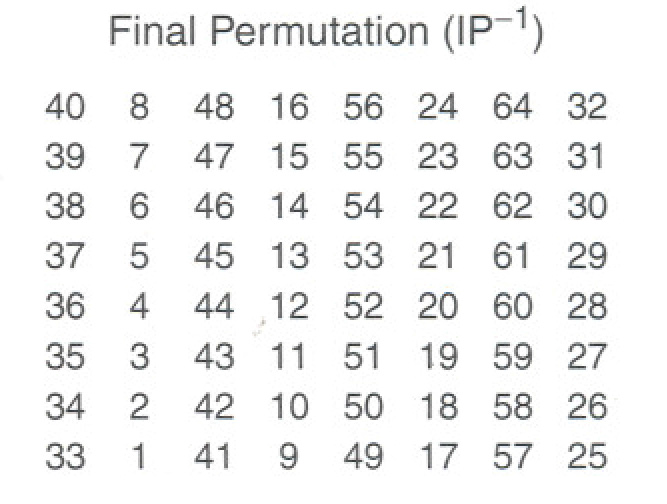 Final Permutation (IP⁻¹)
40 8 48 16 56 24 64 32
39 7 47 15 55 23 63 31
38 6 46 14 54 22 62 30
37 5 45 13 53 21 61 29
36 4 44 12 52 20 60 28
35 3 43 11 51 19 59 27
34 2 42 10 50 18 58 26
33 1 41 9 49 17 57 25